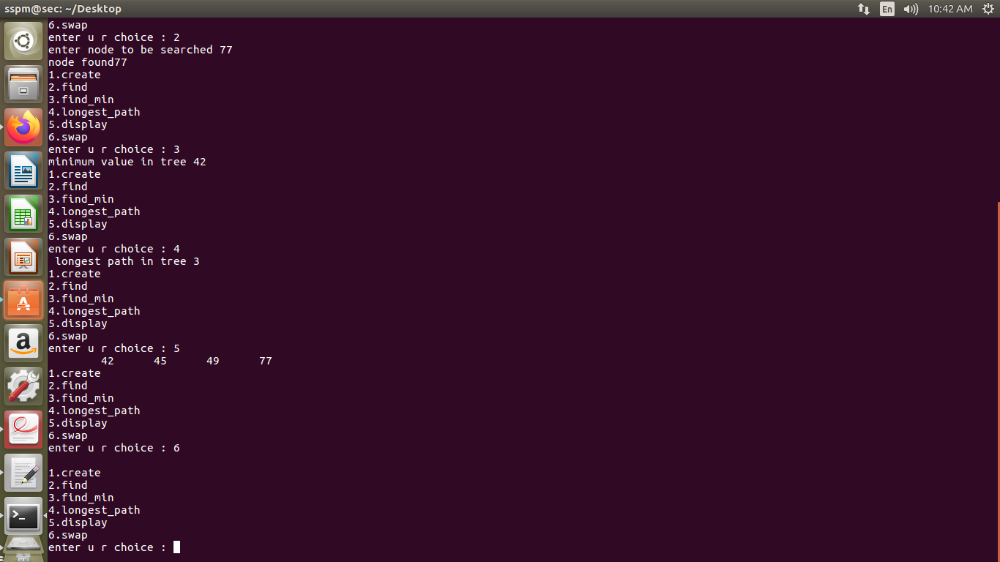 sspm@sec: ~/Desktop
En
10:42 AM
6.swap
enter u r choice : 2
enter node to be searched 77
node found77
1.create
2.find
3.find_min
4.longest_path
5.display
6.swap
enter u r choice : 3
minimum value in tree 42
1.create
2.find
3.find_min
4.longest_path
5.display
6.swap
enter u r choice : 4
 longest path in tree 3
1.create
2.find
3.find_min
4.longest_path
5.display
6.swap
enter u r choice : 5
        42      45      49      77
1.create
2.find
3.find_min
4.longest_path
5.display
6.swap
enter u r choice : 6

1.create
2.find
3.find_min
4.longest_path
5.display
6.swap
enter u r choice :